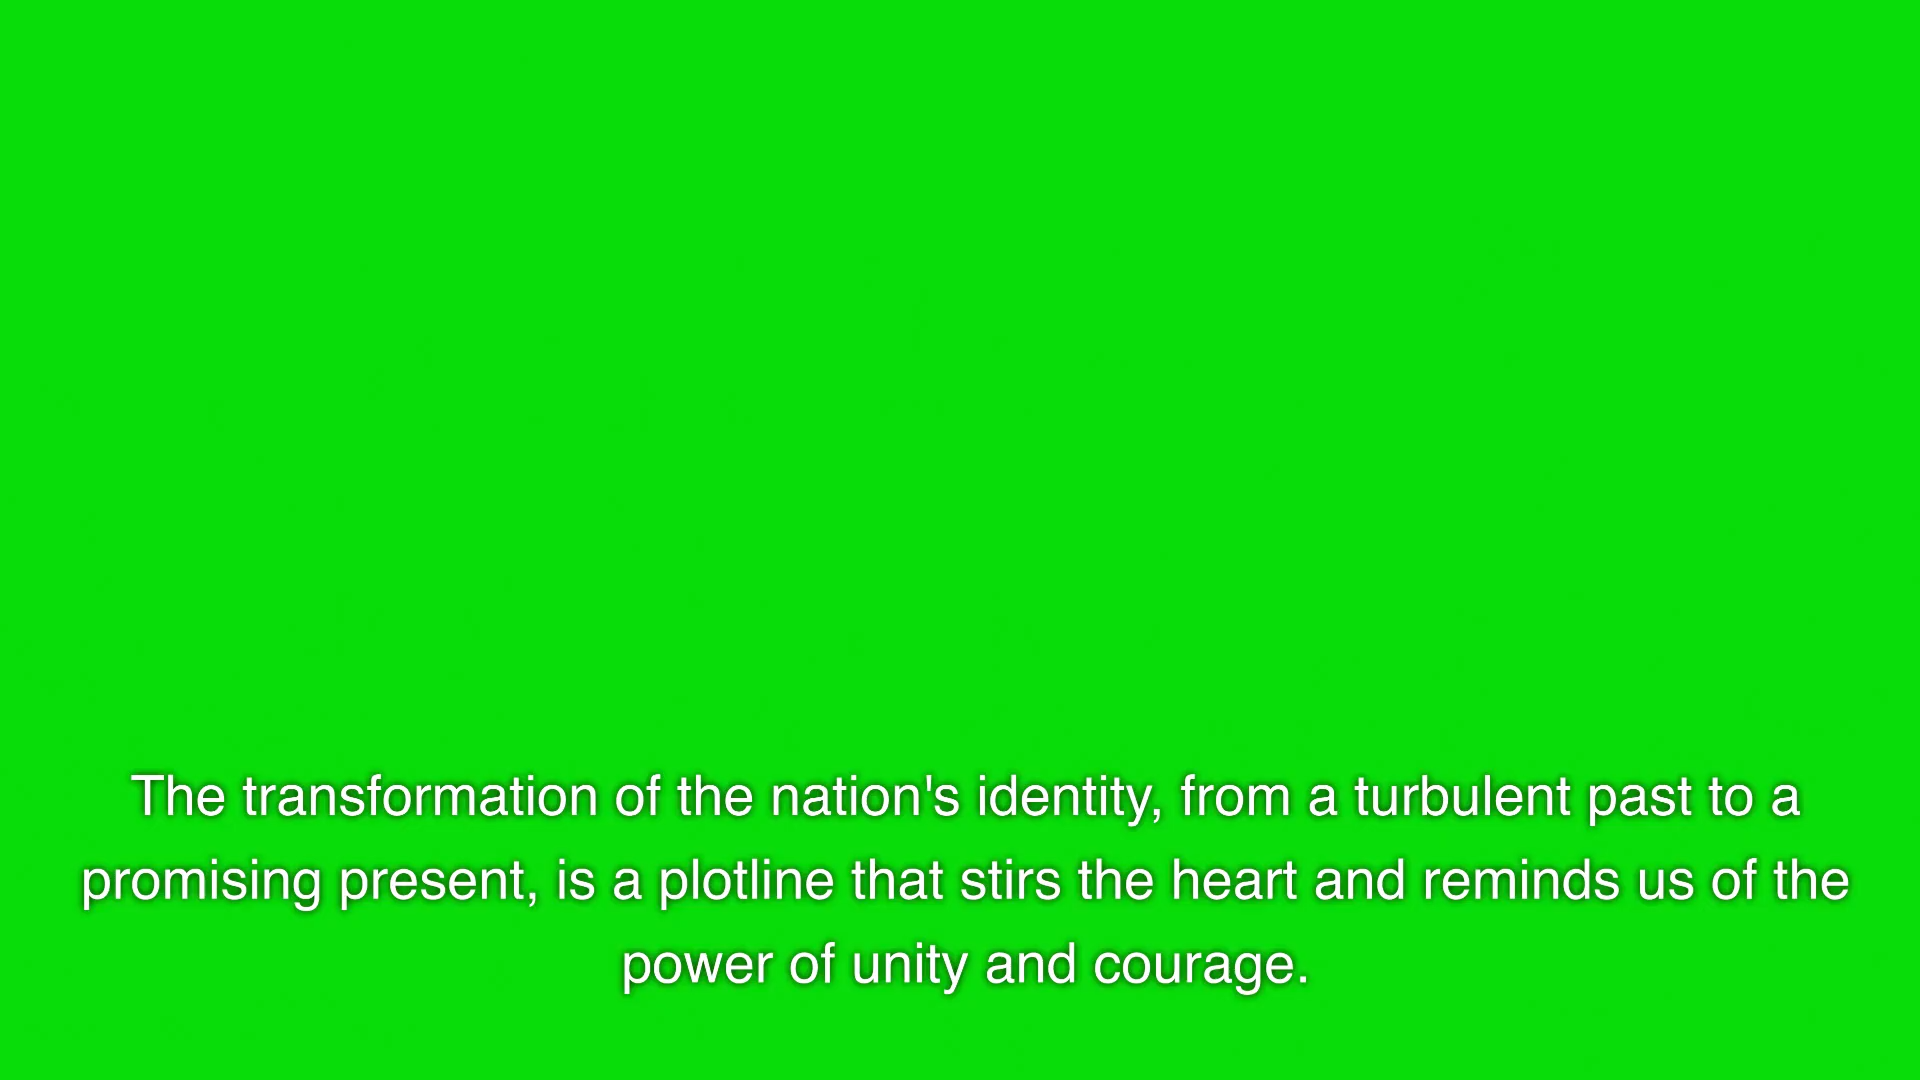 The transformation of the nation's identity, from a turbulent past to a
promising present, is a plotline that stirs the heart and reminds us of the
power of unity and courage.